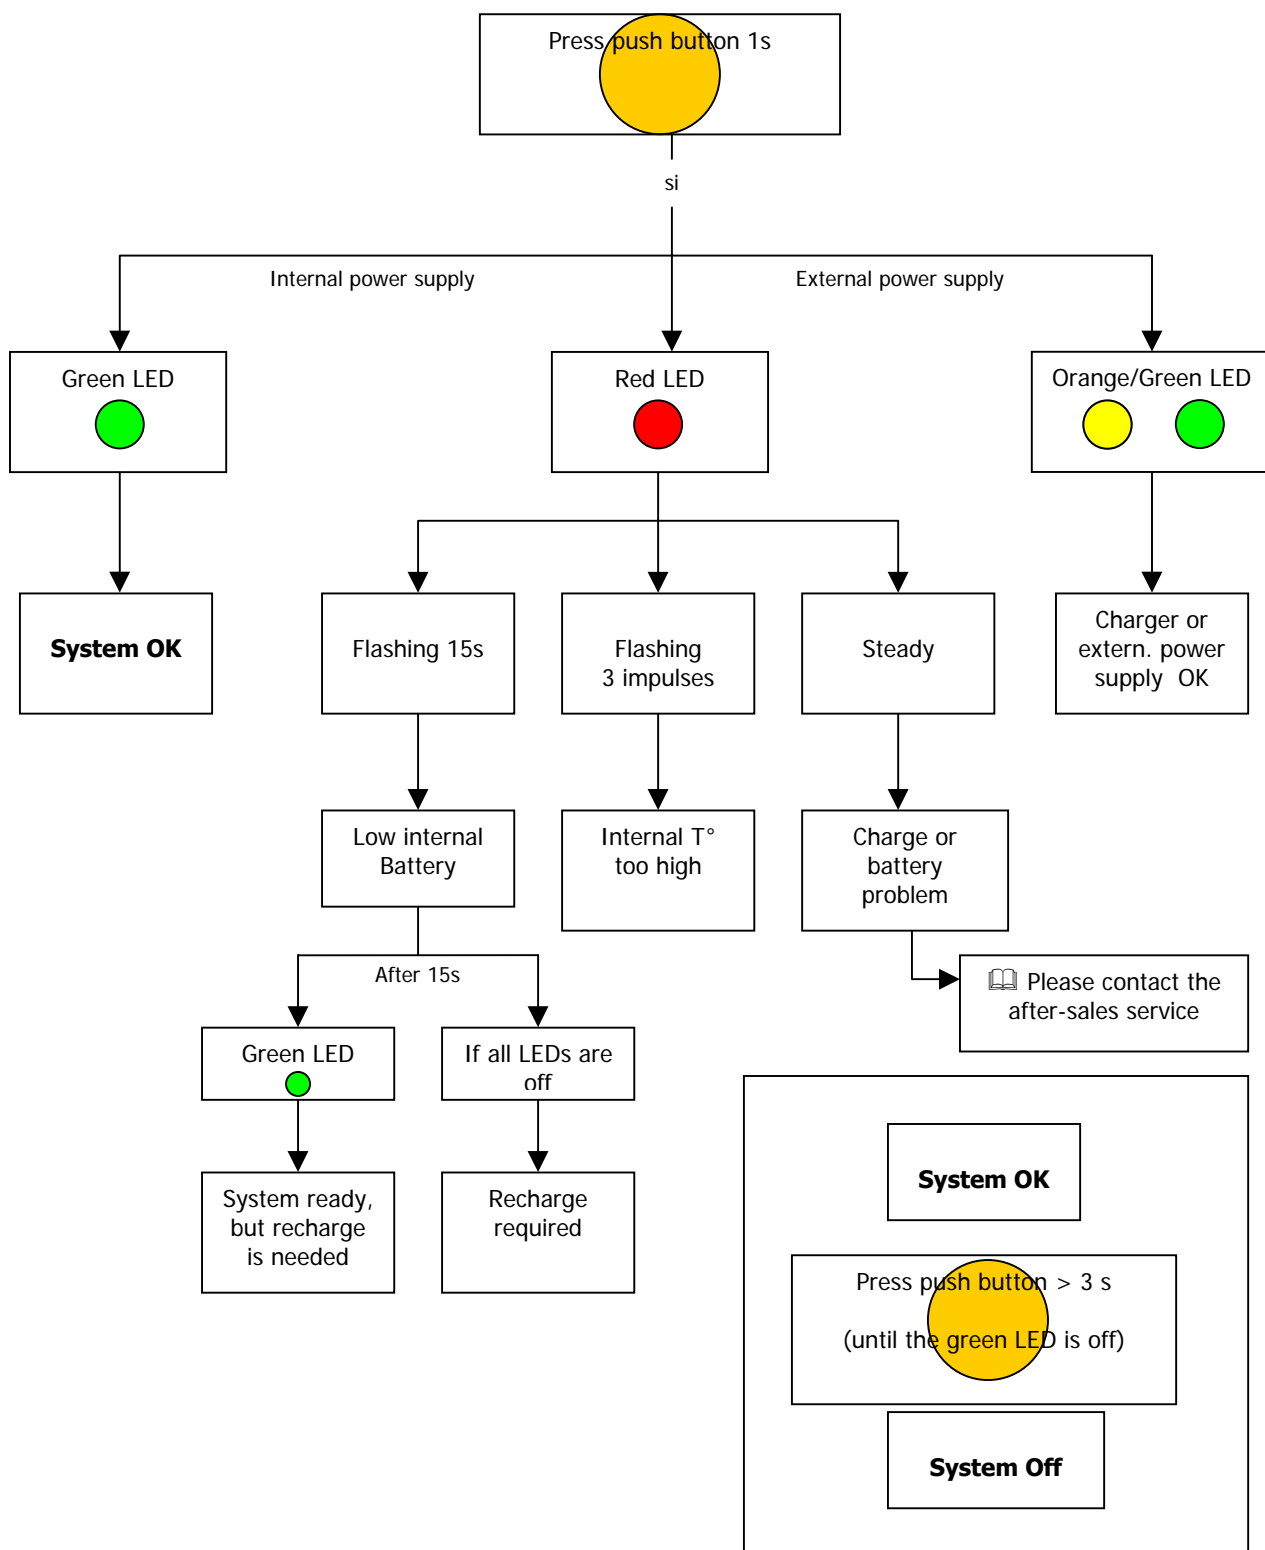 Press push button 1s
si
Internal power supply
External power supply
Green LED
Red LED
Orange/Green LED
System OK
Flashing 15s
Flashing
3 impulses
Steady
Charger or
extern. power
supply OK
Low internal
Battery
Internal T°
too high
Charge or
battery
problem
After 15s
Please contact the
after-sales service
Green LED
If all LEDs are
off
System ready,
but recharge
is needed
Recharge
required
System OK
Press push button > 3 s
(until the green LED is off)
System Off